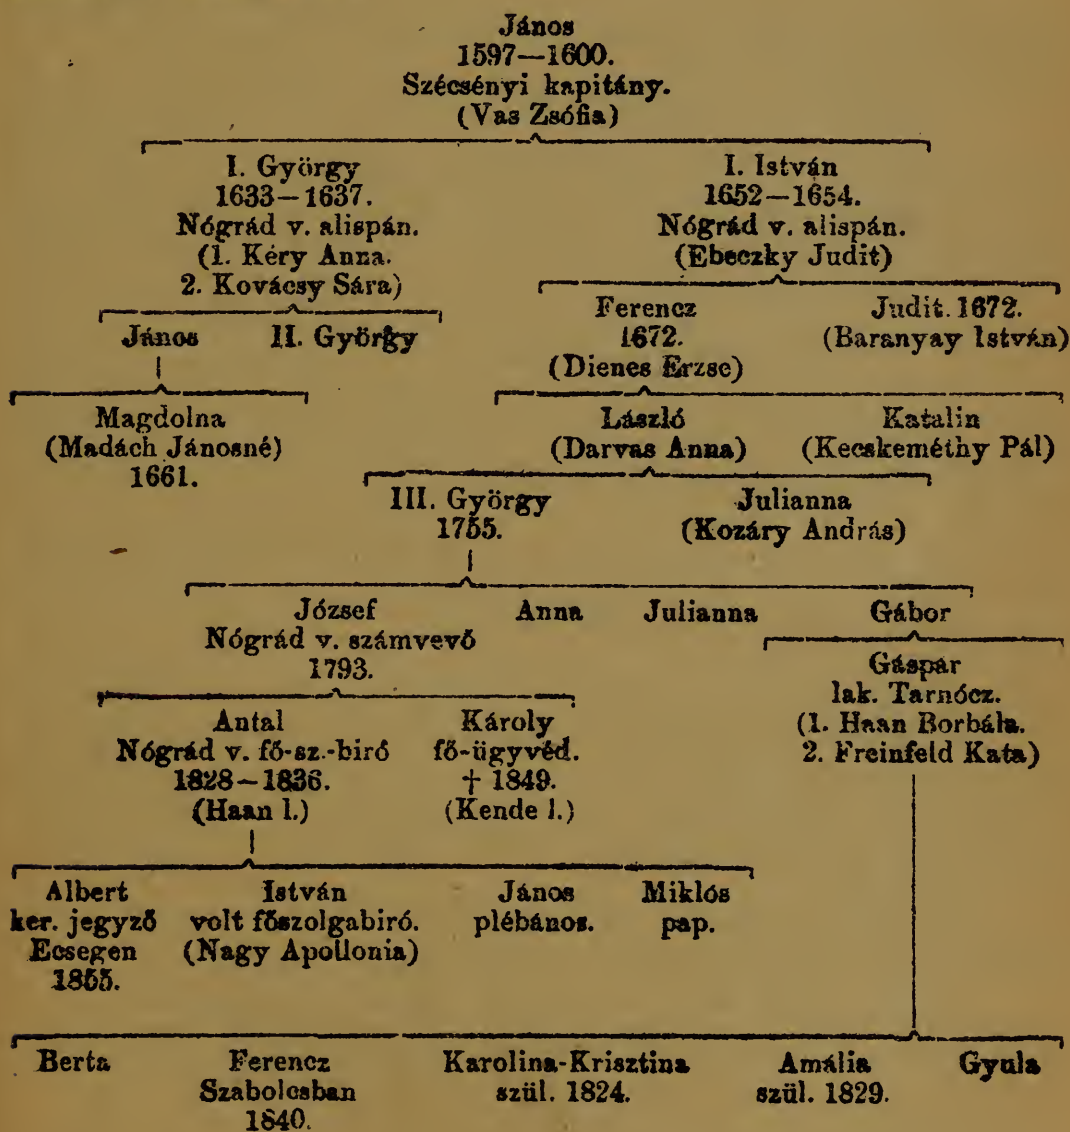 János
1597—1600.
Szécsényi kapitány.
(Vas Zsófia)
I. György
1633—1637.
Nógrád v. alispán.
(1. Kéry Anna.
2. Kovácsy Sára)
I. István
1652—1654.
Nógrád v. alispán.
(Ebeczky Judit)
János
II. György
Ferencz
1672.
(Dienes Erzse)
Judit. 1672.
(Baranyay István)
Magdolna
(Madách Jánosné)
1661.
László
(Darvas Anna)
Katalin
(Kecskeméthy Pál)
III. György
1755.
Julianna
(Kozáry András)
József
Nógrád v. számvevő
1793.
Anna
Julianna
Gábor
Gáspár
lak. Tarnócz.
(1. Haan Borbála.
2. Freinfeld Kata)
Antal
Nógrád v. fő-sz.-biró
1828—1836.
(Haan l.)
Károly
fő-ügyvéd.
† 1849.
(Kende l.)
Albert
ker. jegyző
Ecsegen
1855.
István
volt főszolgabiró.
(Nagy Apollonia)
János
plébános.
Miklós
pap.
Berta
Ferencz
Szabolcsban
1840.
Karolina-Krisztina
szül. 1824.
Amália
szül. 1829.
Gyula